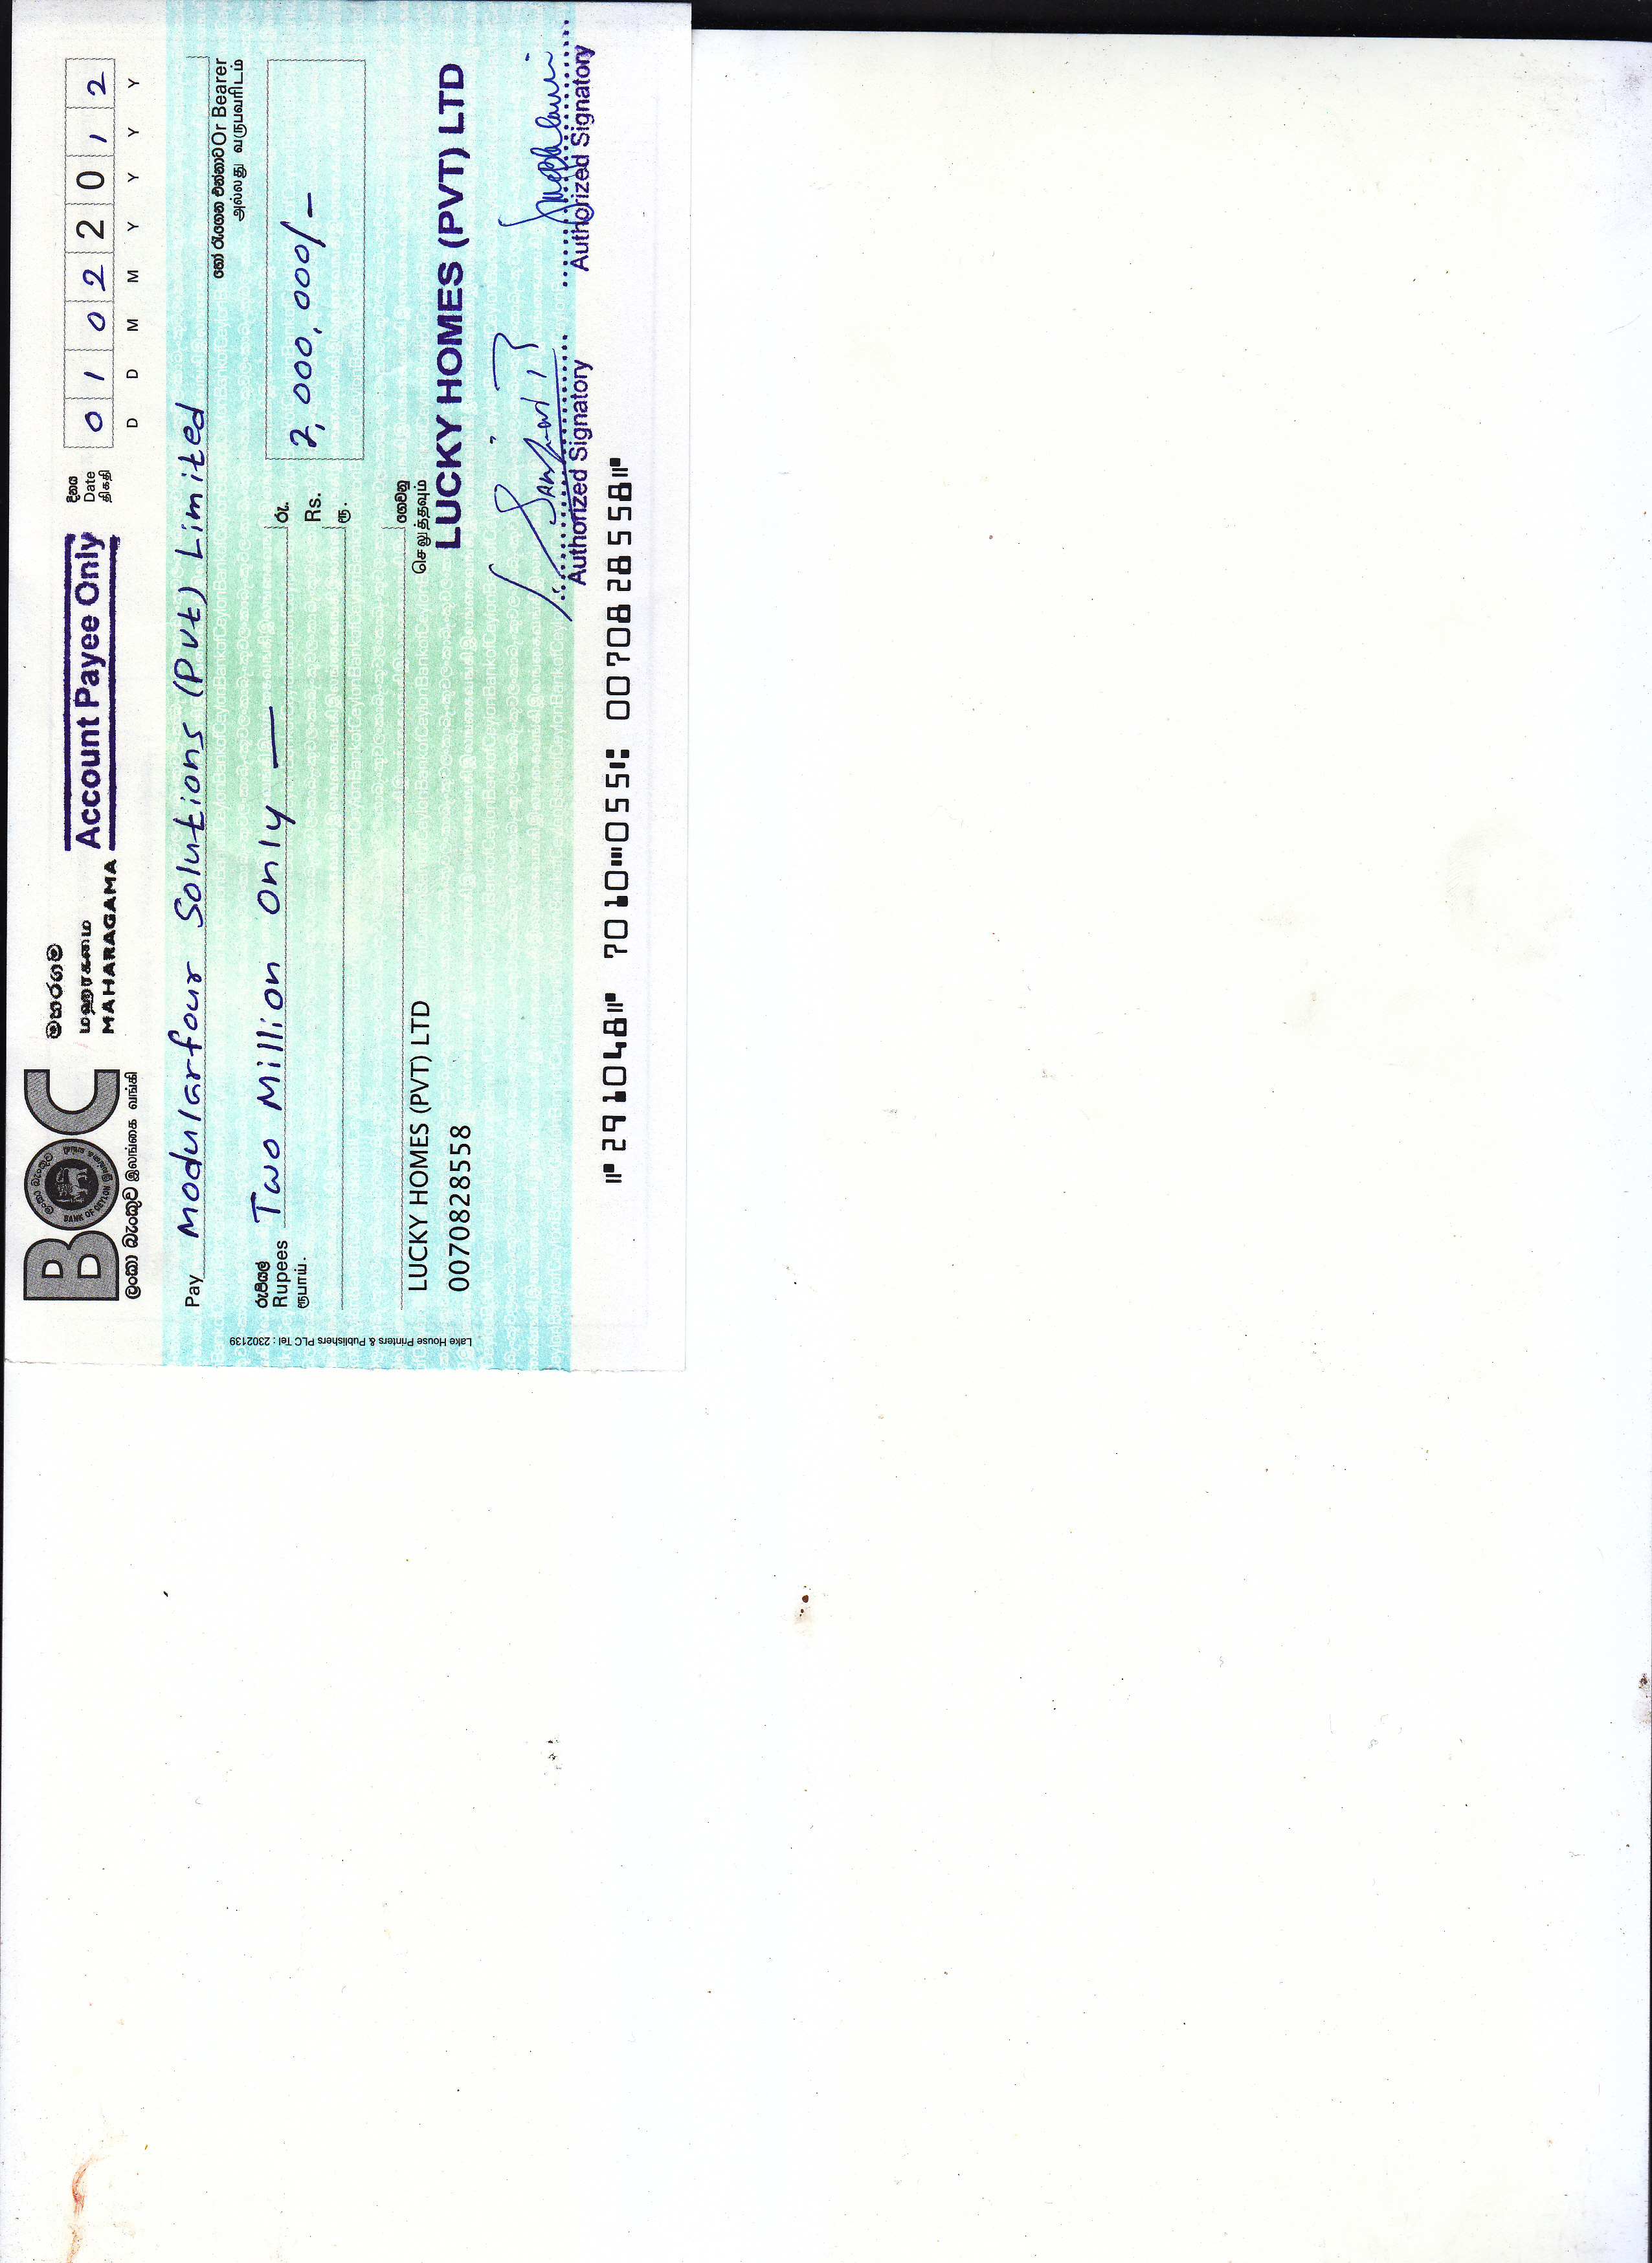 BOC
මහරගම
மஹரகமை
MAHARAGAMA
ලංකා බැංකුව இலங்கை வங்கி
BANK OF CEYLON
Account Payee Only
දිනය
Date
திகதி
0 1 0 2 2 0 1 2
D D M M Y Y Y Y
Pay Modularfour Solutions (Pvt) Limited
හෝ රැගෙන එන්නාට Or Bearer
அல்லது வருபவரிடம்
රුපියල්
Rupees Two Million Only —
ரூபாய்.
රු.
Rs. 2,000,000/-
ரூ.
ගෙවනු
செலுத்தவும்
LUCKY HOMES (PVT) LTD
0070828558
LUCKY HOMES (PVT) LTD
Authorized Signatory Authorized Signatory
Lake House Printers & Publishers PLC Tel : 2302139
⑈291048⑈ 7010⑉055⑆ 0070828558⑈